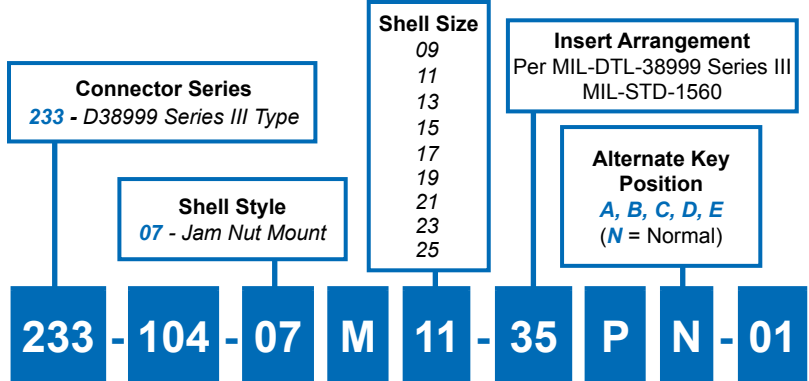 Connector Series
233 - D38999 Series III Type
Shell Style
07 - Jam Nut Mount
Shell Size
09
11
13
15
17
19
21
23
25
Insert Arrangement
Per MIL-DTL-38999 Series III
MIL-STD-1560
Alternate Key
Position
A, B, C, D, E
(N = Normal)
233 - 104 - 07 M 11 - 35 P N - 01